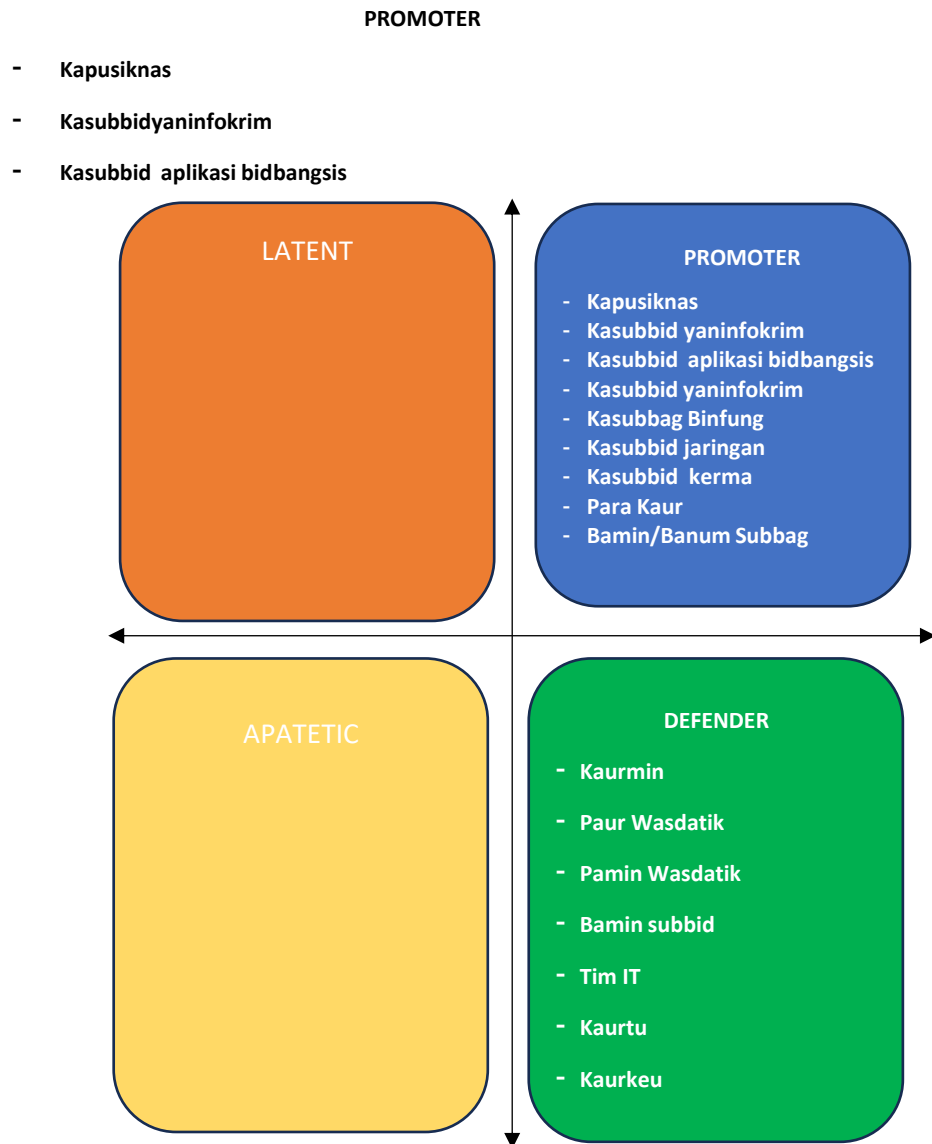 PROMOTER
- Kapusiknas
- Kasubbidyaninfokrim
- Kasubbid aplikasi bidbangsis
LATENT
PROMOTER
- Kapusiknas
- Kasubbid yaninfokrim
- Kasubbid aplikasi bidbangsis
- Kasubbid yaninfokrim
- Kasubbag Binfung
- Kasubbid jaringan
- Kasubbid kerma
- Para Kaur
- Bamin/Banum Subbag
APATETIC
DEFENDER
- Kaurmin
- Paur Wasdatik
- Pamin Wasdatik
- Bamin subbid
- Tim IT
- Kaurtu
- Kaurkeu